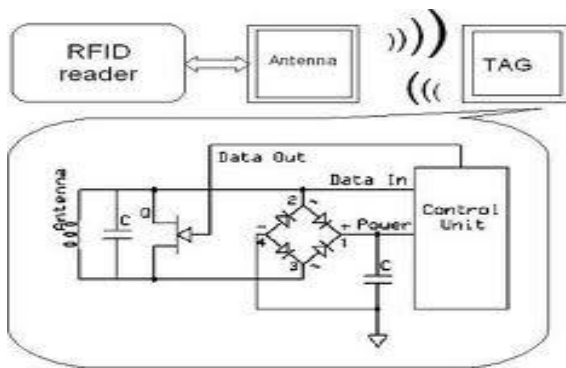 RFID
reader
Antenna
TAG
Data Out
Data In
Antenna
C
Q
2
~
-
4
+
1
Power
3
~
C
Control
Unit